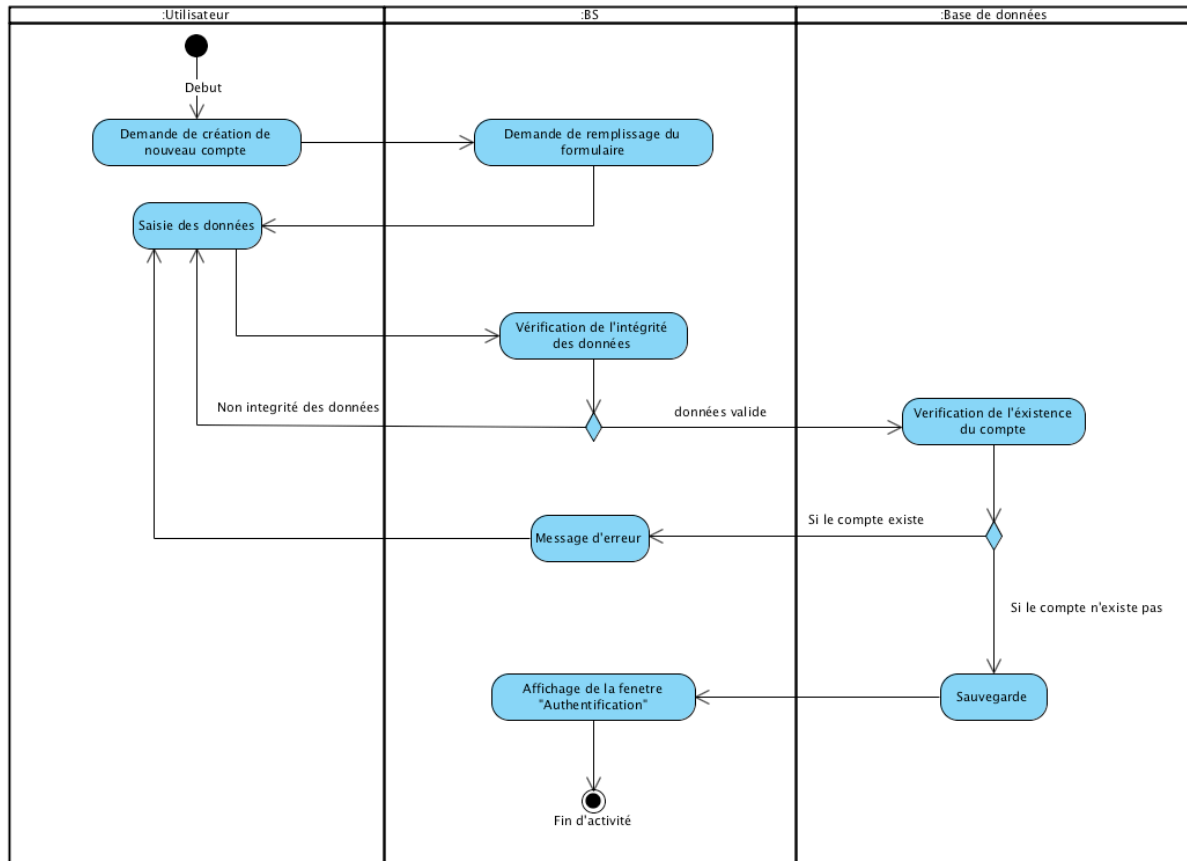 :Utilisateur
:BS
:Base de données
Debut
Demande de création de
nouveau compte
Demande de remplissage du
formulaire
Saisie des données
Vérification de l'intégrité
des données
Non integrité des données
données valide
Verification de l'éxistence
du compte
Si le compte existe
Message d'erreur
Si le compte n'existe pas
Affichage de la fenetre
"Authentification"
Sauvegarde
Fin d'activité